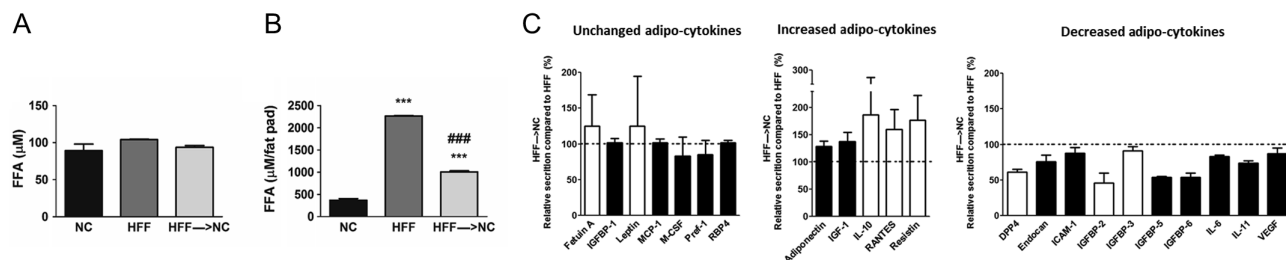 A
FFA (μM)
150
100
50
0
NC
HFF
HFF—>NC
B
FFA (μM/fat pad)
2500
2000
1500
1000
500
0
***
###
***
NC
HFF
HFF—>NC
C
Unchanged adipo-cytokines
HFF—>NC
Relative secrition compared to HFF (%)
200
150
100
50
0
Fetuin A
IGFBP-1
Leptin
MCP-1
M-CSF
Pref-1
RBP4
Increased adipo-cytokines
HFF—>NC
Relative secrition compared to HFF (%)
300
200
150
100
50
0
Adiponectin
IGF-1
IL-10
RANTES
Resistin
Decreased adipo-cytokines
HFF—>NC
Relative secrition compared to HFF (%)
200
150
100
50
0
DPP4
Endocan
ICAM-1
IGFBP-2
IGFBP-3
IGFBP-5
IGFBP-6
IL-6
IL-11
VEGF